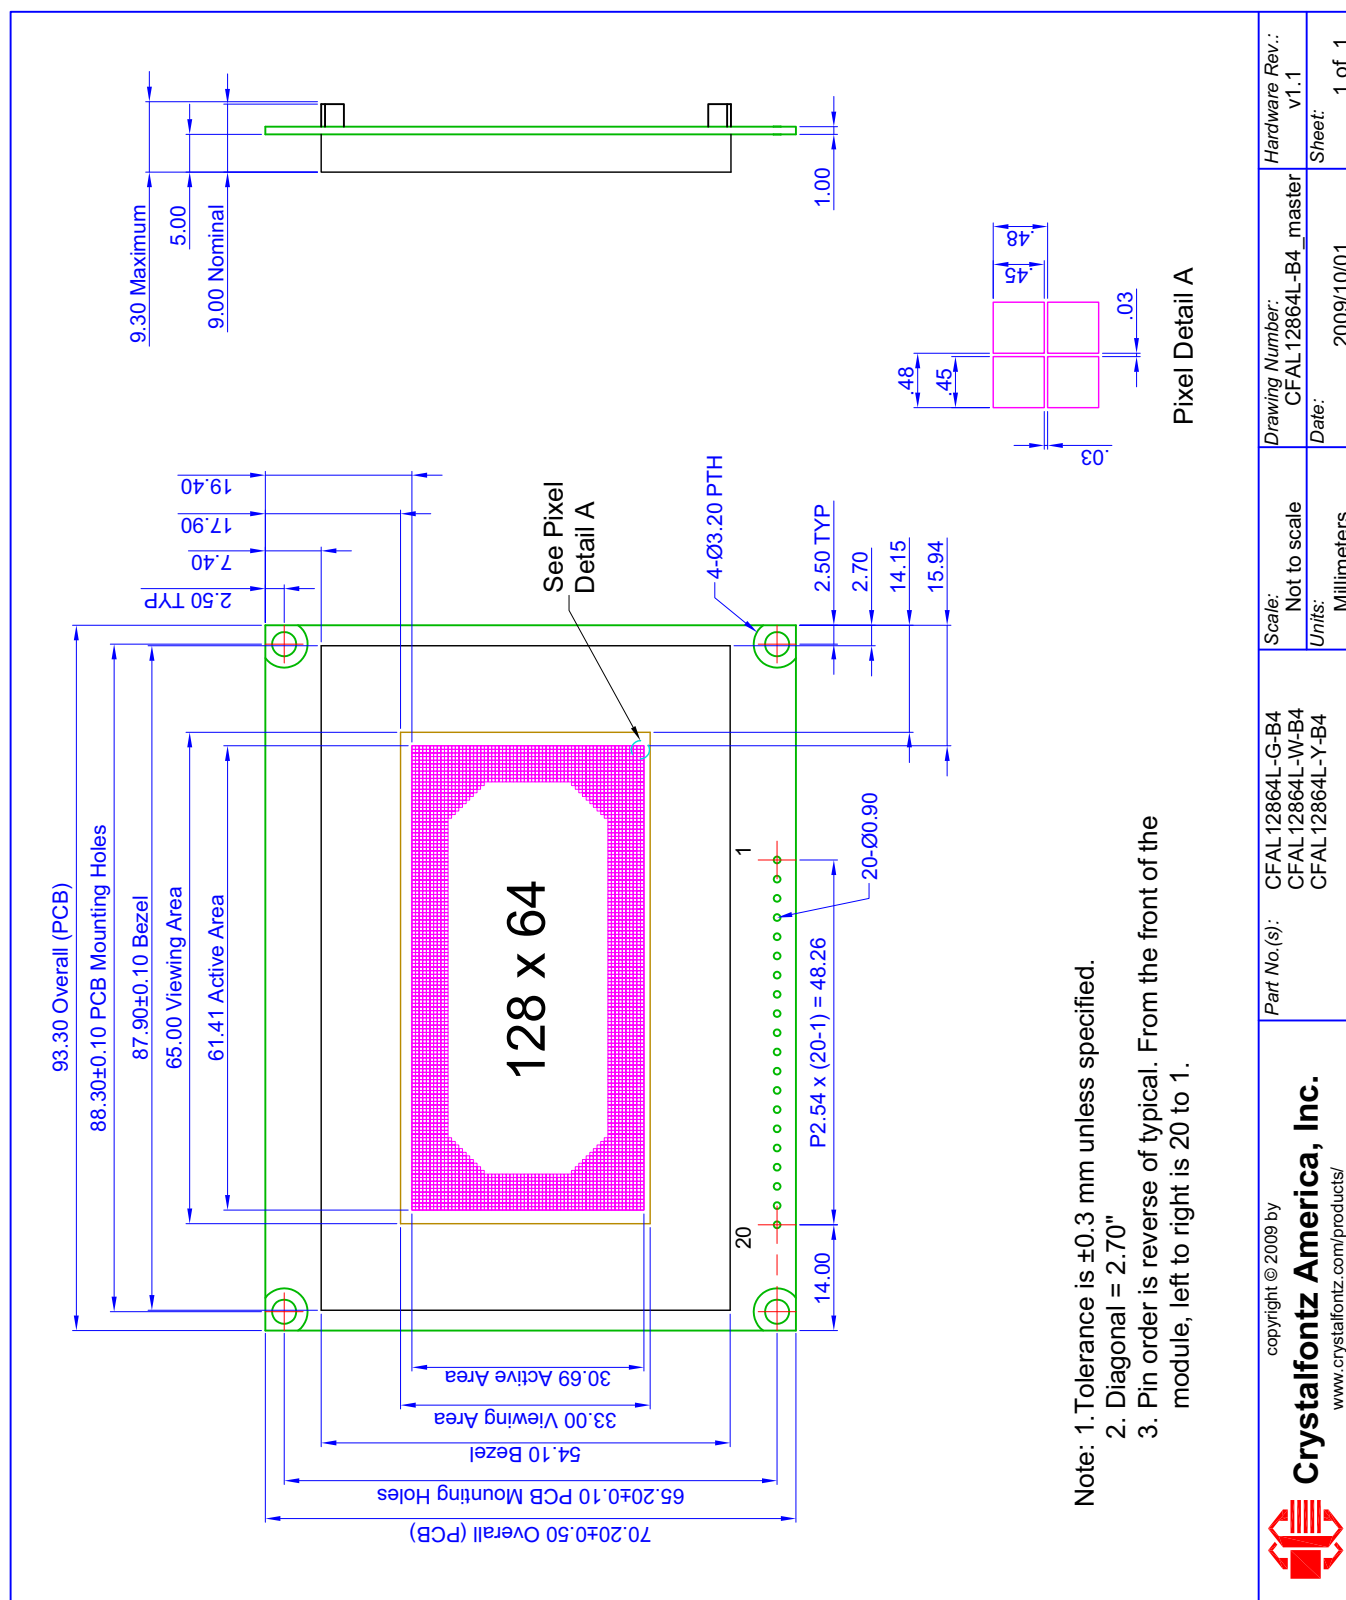 93.30 Overall (PCB)
88.30±0.10 PCB Mounting Holes
87.90±0.10 Bezel
65.00 Viewing Area
61.41 Active Area
2.50 TYP
7.40
17.90
19.40
70.20±0.50 Overall (PCB)
65.20±0.10 PCB Mounting Holes
54.10 Bezel
33.00 Viewing Area
30.69 Active Area
128 x 64
See Pixel
Detail A
4-Ø3.20 PTH
2.50 TYP
2.70
14.15
15.94
20
1
14.00
P2.54 x (20-1) = 48.26
20-Ø0.90
9.30 Maximum
5.00
9.00 Nominal
1.00
.48
.45
.48
.45
.03
.03
Pixel Detail A
Note: 1.Tolerance is ±0.3 mm unless specified.
2. Diagonal = 2.70"
3. Pin order is reverse of typical. From the front of the
module, left to right is 20 to 1.
copyright © 2009 by
Crystalfontz America, Inc.
www.crystalfontz.com/products/
Part No.(s):
CFAL12864L-G-B4
CFAL12864L-W-B4
CFAL12864L-Y-B4
Scale:
Not to scale
Units:
Millimeters
Drawing Number:
CFAL12864L-B4_master
Date:
2009/10/01
Hardware Rev.:
v1.1
Sheet:
1 of 1